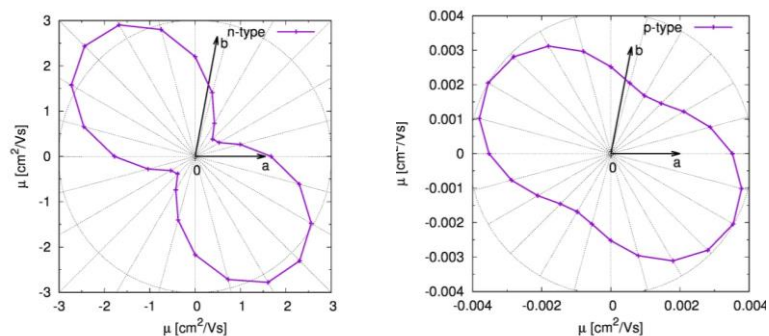 3
2
1
0
-1
-2
-3
μ [cm²/Vs]
-3 -2 -1 0 1 2 3
μ [cm²/Vs]
n-type
b
a
0
0.004
0.003
0.002
0.001
0
-0.001
-0.002
-0.003
-0.004
μ [cm²/Vs]
-0.004 -0.002 0 0.002 0.004
μ [cm²/Vs]
p-type
b
a
0